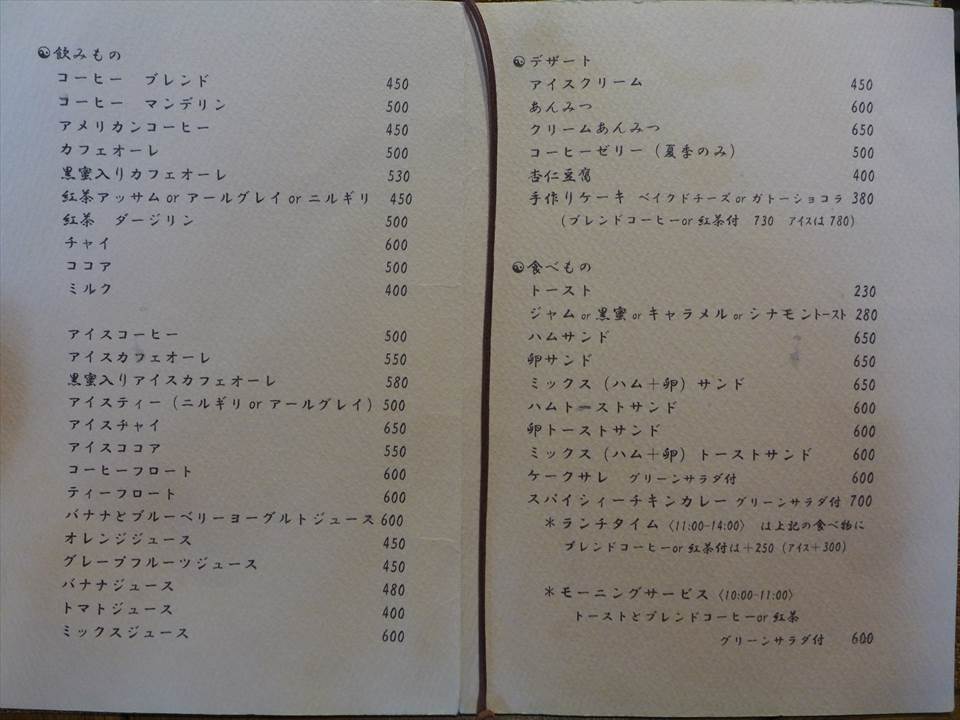 ☯飲みもの
コーヒー ブレンド 450
コーヒー マンデリン 500
アメリカンコーヒー 450
カフェオーレ 500
黒蜜入りカフェオーレ 530
紅茶アッサム or アールグレイ or ニルギリ 450
紅茶 ダージリン 500
チャイ 600
ココア 500
ミルク 400
アイスコーヒー 500
アイスカフェオーレ 550
黒蜜入りアイスカフェオーレ 580
アイスティー（ニルギリ or アールグレイ） 500
アイスチャイ 650
アイスココア 550
コーヒーフロート 600
ティーフロート 600
バナナとブルーベリーヨーグルトジュース 600
オレンジジュース 450
グレープフルーツジュース 450
バナナジュース 480
トマトジュース 400
ミックスジュース 600
☯デザート
アイスクリーム 450
あんみつ 600
クリームあんみつ 650
コーヒーゼリー（夏季のみ） 500
杏仁豆腐 400
手作りケーキ ベイクドチーズ or ガトーショコラ 380
（ブレンドコーヒーor 紅茶付 730 アイスは 780）
☯食べもの
トースト 230
ジャム or 黒蜜 or キャラメル or シナモントースト 280
ハムサンド 650
卵サンド 650
ミックス（ハム＋卵）サンド 650
ハムトーストサンド 600
卵トーストサンド 600
ミックス（ハム＋卵）トーストサンド 600
ケークサレ グリーンサラダ付 600
スパイシィーチキンカレー グリーンサラダ付 700
＊ランチタイム〈11:00-14:00〉 は上記の食べ物に
ブレンドコーヒーor 紅茶付は＋250（アイス＋300）
＊モーニングサービス〈10:00-11:00〉
トーストとブレンドコーヒーor 紅茶
グリーンサラダ付 600